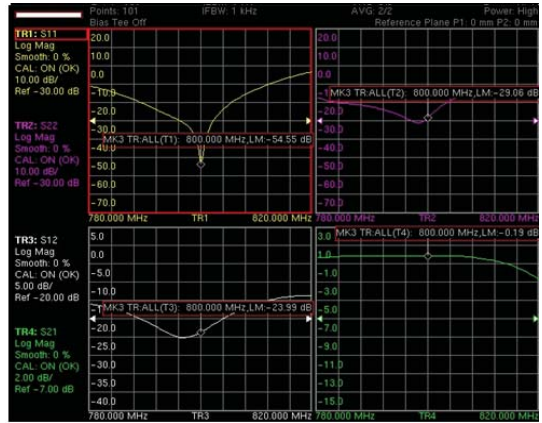 Points: 101
IFBW: 1 kHz
AVG: 2/2
Power: High
Bias Tee Off
Reference Plane P1: 0 mm P2: 0 mm
TR1: S11
Log Mag
Smooth: 0 %
CAL: ON (OK)
10.00 dB/
Ref -30.00 dB
TR2: S22
Log Mag
Smooth: 0 %
CAL: ON (OK)
10.00 dB/
Ref -30.00 dB
TR3: S12
Log Mag
Smooth: 0 %
CAL: ON (OK)
5.00 dB/
Ref -20.00 dB
TR4: S21
Log Mag
Smooth: 0 %
CAL: ON (OK)
2.00 dB/
Ref -7.00 dB
20.0
10.0
0.0
-10.0
-20.0
-30.0
MK3 TR:ALL(T1): 800.000 MHz,LM:-54.55 dB
-40.0
-50.0
-60.0
-70.0
780.000 MHz TR1 820.000 MHz
20.0
10.0
0.0
MK3 TR:ALL(T2): 800.000 MHz,LM:-29.06 dB
-10.0
-20.0
-30.0
-40.0
-50.0
-60.0
-70.0
780.000 MHz TR2 820.000 MHz
5.0
0.0
-5.0
-10.0
MK3 TR:ALL(T3): 800.000 MHz,LM:-23.99 dB
-20.0
-25.0
-30.0
-35.0
-40.0
780.000 MHz TR3 820.000 MHz
3.0
MK3 TR:ALL(T4): 800.000 MHz,LM:-0.19 dB
-1.0
-3.0
-5.0
-7.0
-9.0
-11.0
-13.0
-15.0
780.000 MHz TR4 820.000 MHz